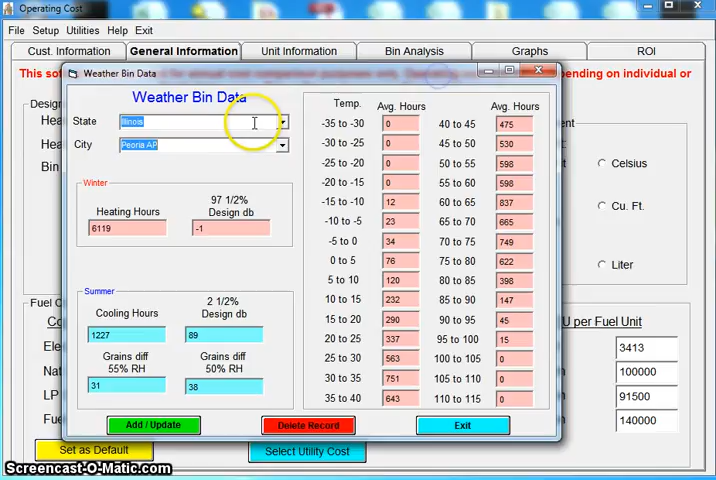 Operating Cost
File Setup Utilities Help Exit
Cust. Information General Information Unit Information Bin Analysis Graphs ROI
This sof
pending on individual or
Weather Bin Data
Weather Bin Data
State Illinois
City Peoria AP
Winter
Heating Hours
97 1/2%
Design db
6119 -1
Summer
Cooling Hours
2 1/2%
Design db
1227 89
Grains diff
55% RH
Grains diff
50% RH
31 38
Temp. Avg. Hours Avg. Hours
-35 to -30 0 40 to 45 475
-30 to -25 0 45 to 50 530
-25 to -20 0 50 to 55 598
-20 to -15 0 55 to 60 598
-15 to -10 12 60 to 65 837
-10 to -5 23 65 to 70 665
-5 to 0 34 70 to 75 749
0 to 5 76 75 to 80 622
5 to 10 120 80 to 85 398
10 to 15 232 85 to 90 147
15 to 20 290 90 to 95 45
20 to 25 337 95 to 100 15
25 to 30 563 100 to 105 0
30 to 35 751 105 to 110 0
35 to 40 643 110 to 115 0
Add / Update Delete Record Exit
Design
Hea
Hea
Bin
ent
Celsius
Cu. Ft.
Liter
Fuel C
Co
U per Fuel Unit
Ele 3413
Nat 100000
LP 91500
Fue 140000
Set as Default Select Utility Cost
Screencast-O-Matic.com